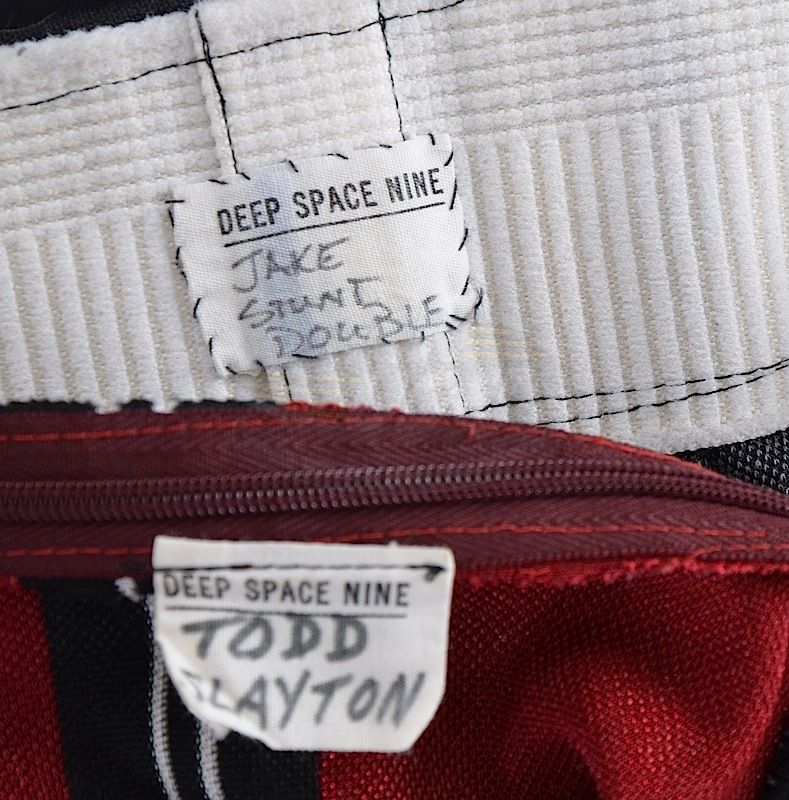 DEEP SPACE NINE
JAKE
STUNT
DOUBLE
DEEP SPACE NINE
TODD
SLAYTON